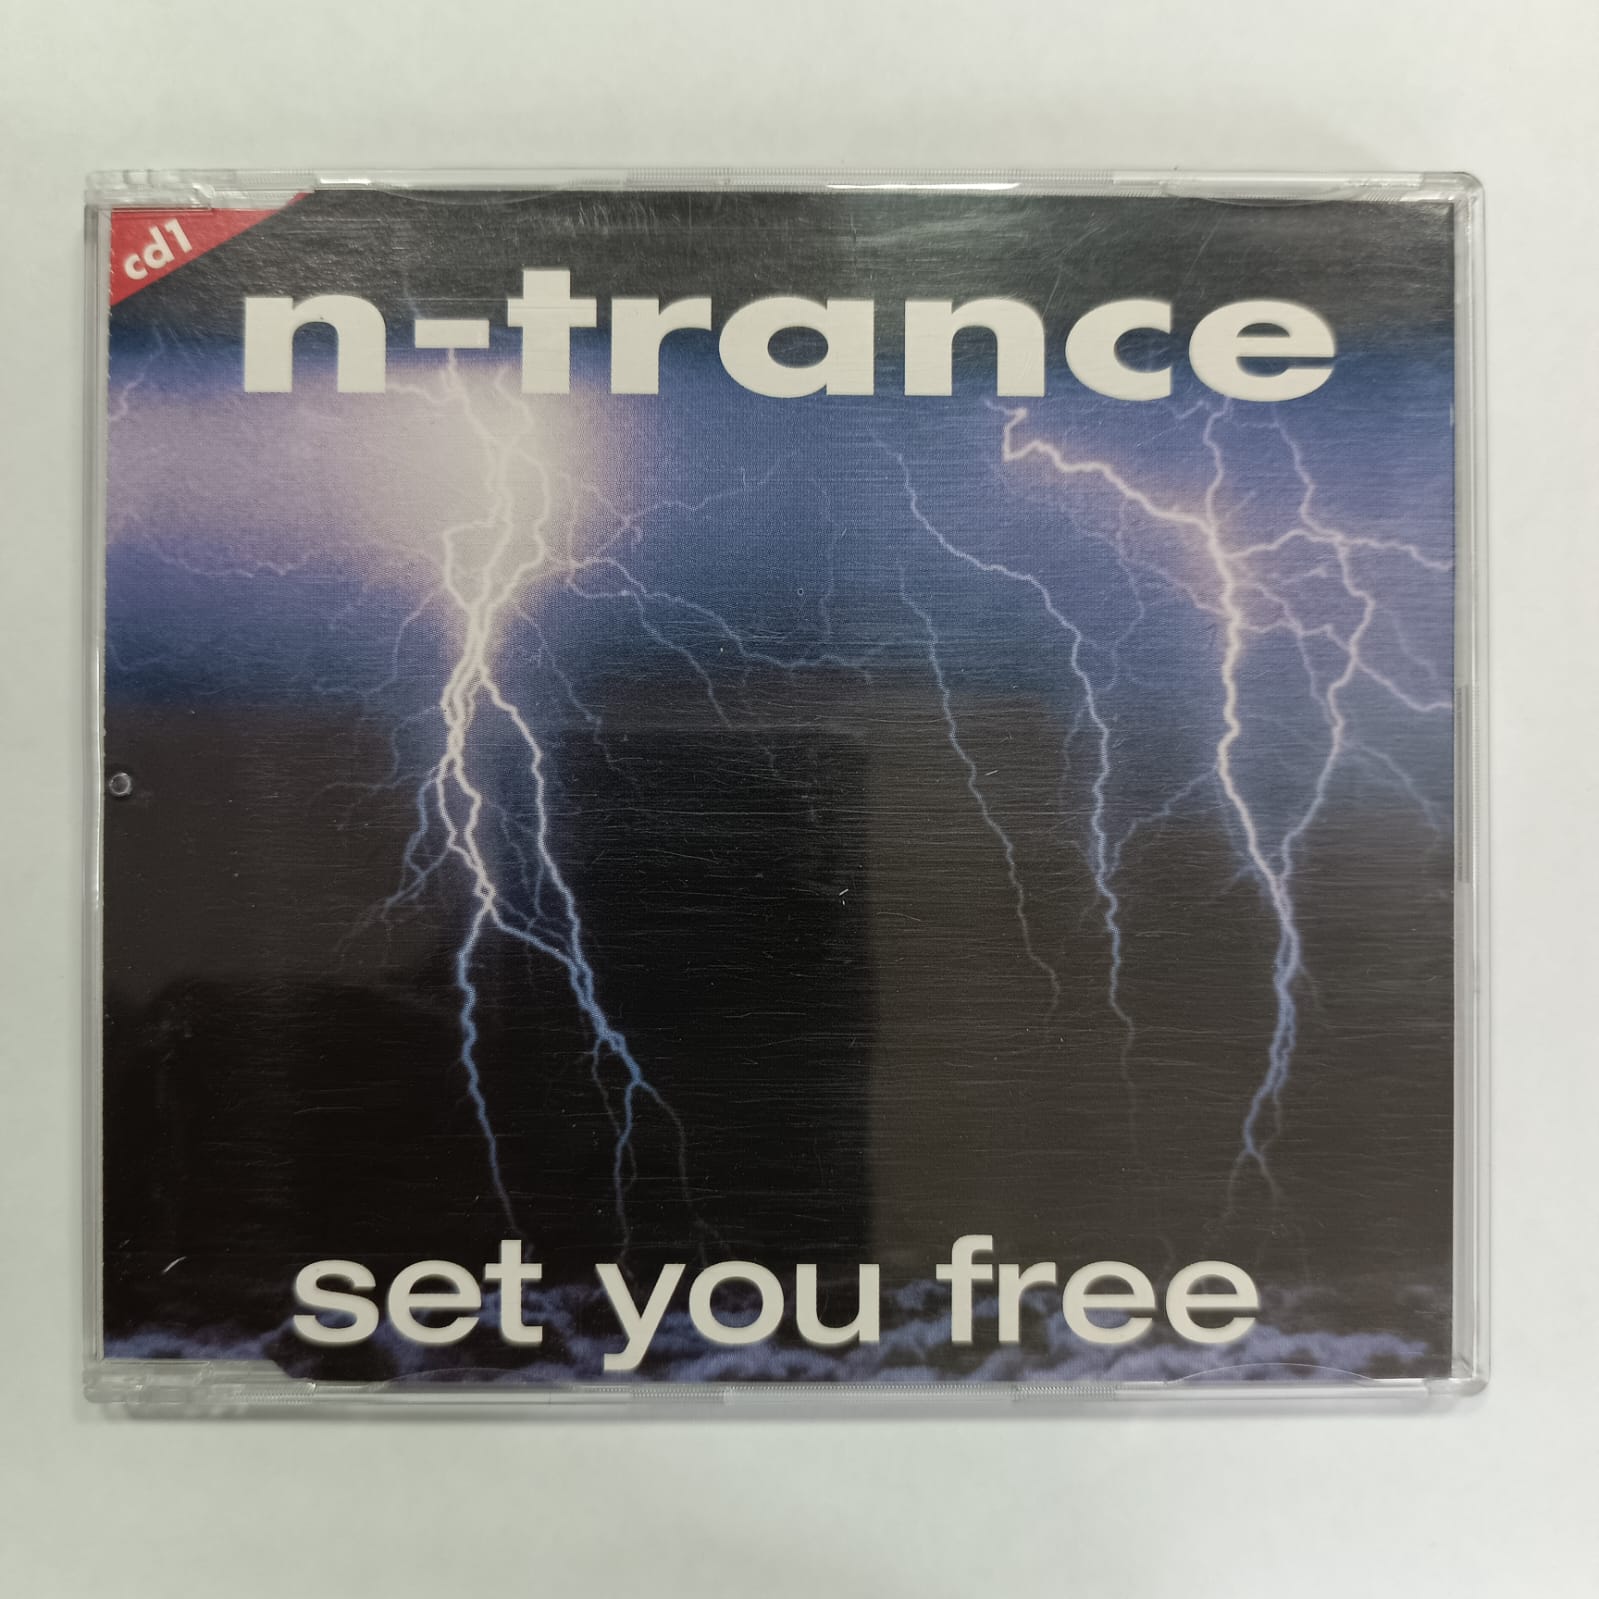 cd1
n-trance
set you free